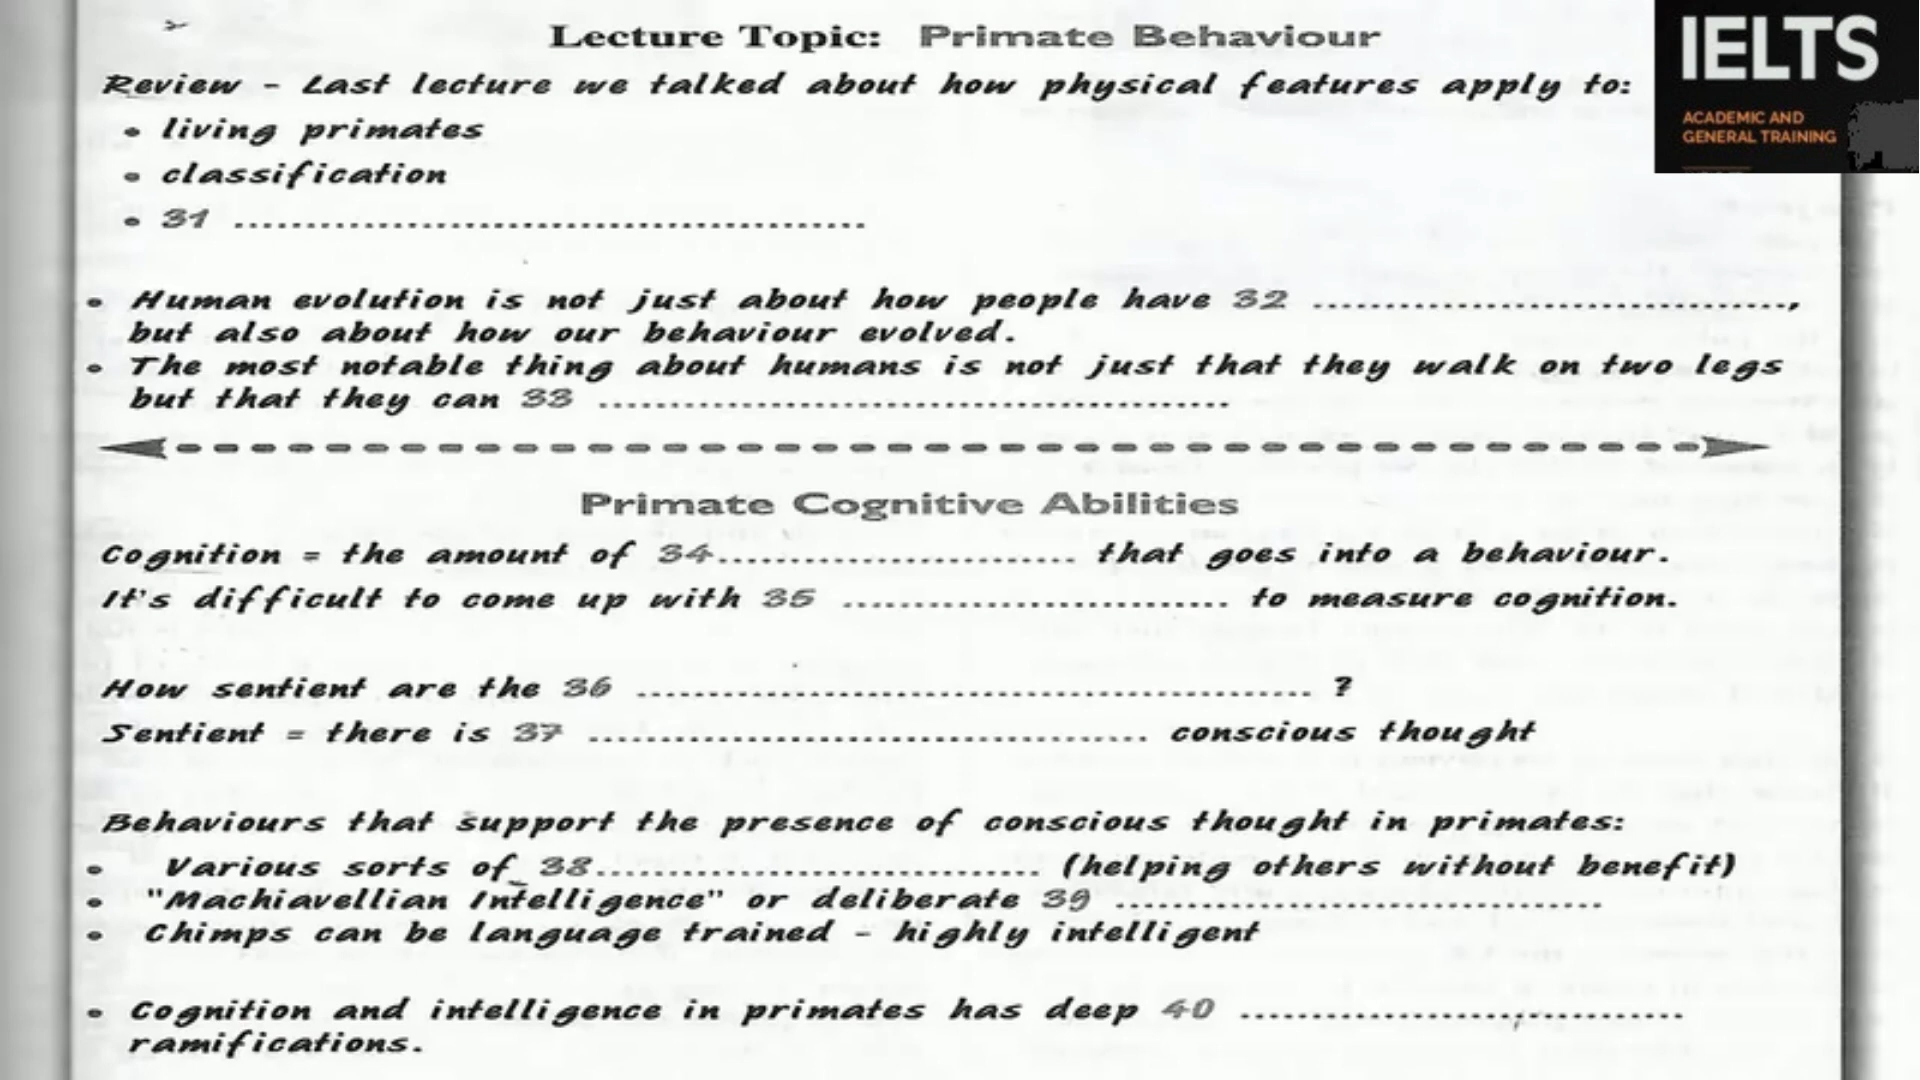 Lecture Topic: Primate Behaviour
IELTS
ACADEMIC AND
GENERAL TRAINING
Review - Last lecture we talked about how physical features apply to:
• living primates
• classification
• 31 ..........................................
• Human evolution is not just about how people have 32 ................................,
but also about how our behaviour evolved.
• The most notable thing about humans is not just that they walk on two legs
but that they can 33 ..........................................
Primate Cognitive Abilities
Cognition = the amount of 34........................ that goes into a behaviour.
It's difficult to come up with 35 .......................... to measure cognition.
How sentient are the 36 ............................................. ?
Sentient = there is 37 ..................................... conscious thought
Behaviours that support the presence of conscious thought in primates:
• Various sorts of 38.............................. (helping others without benefit)
• "Machiavellian Intelligence" or deliberate 39 ................................
• Chimps can be language trained - highly intelligent
• Cognition and intelligence in primates has deep 40 ..............................
ramifications.